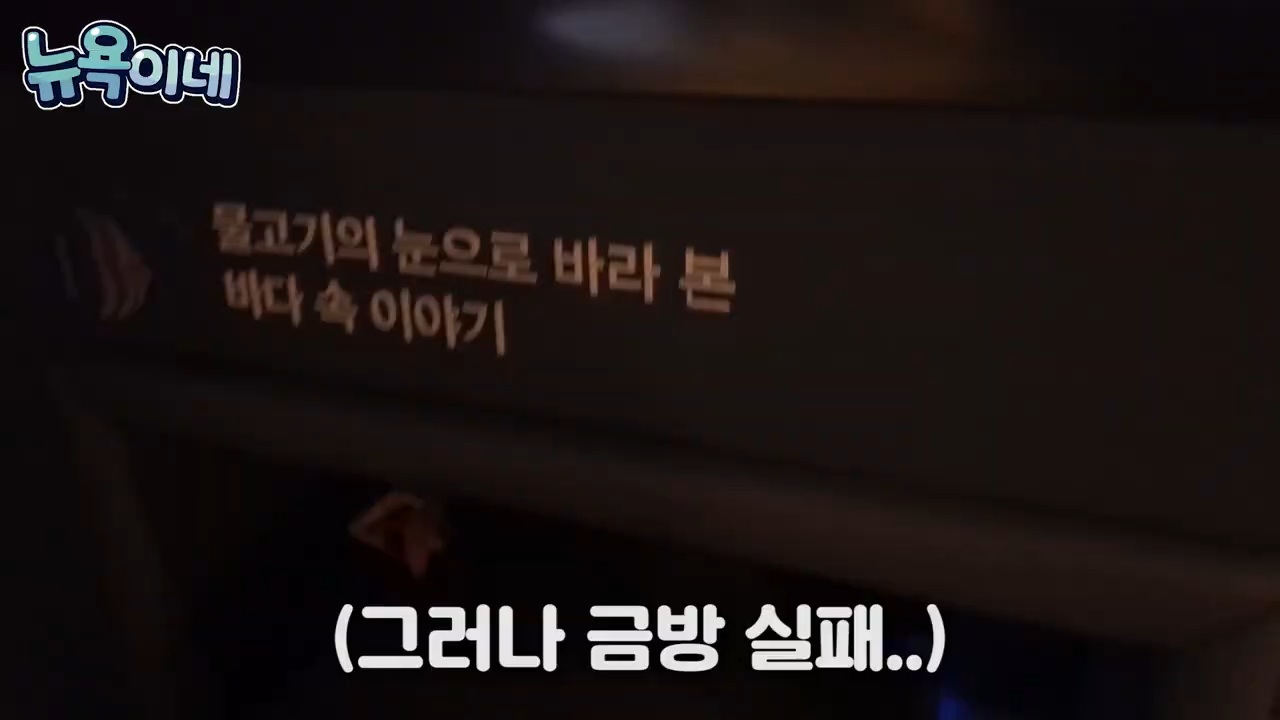 뉴욕이네
물고기의 눈으로 바라 본
바다 속 이야기
(그러나 금방 실패..)